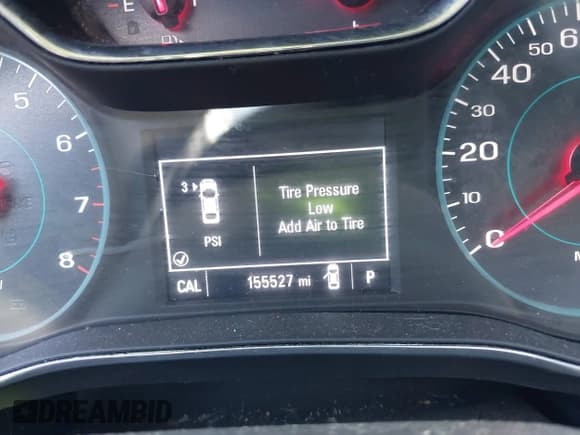 E
5
6
7
8
3
PSI
Tire Pressure
Low
Add Air to Tire
CAL
155527 mi
P
0
10
20
30
40
50
DREAMBID